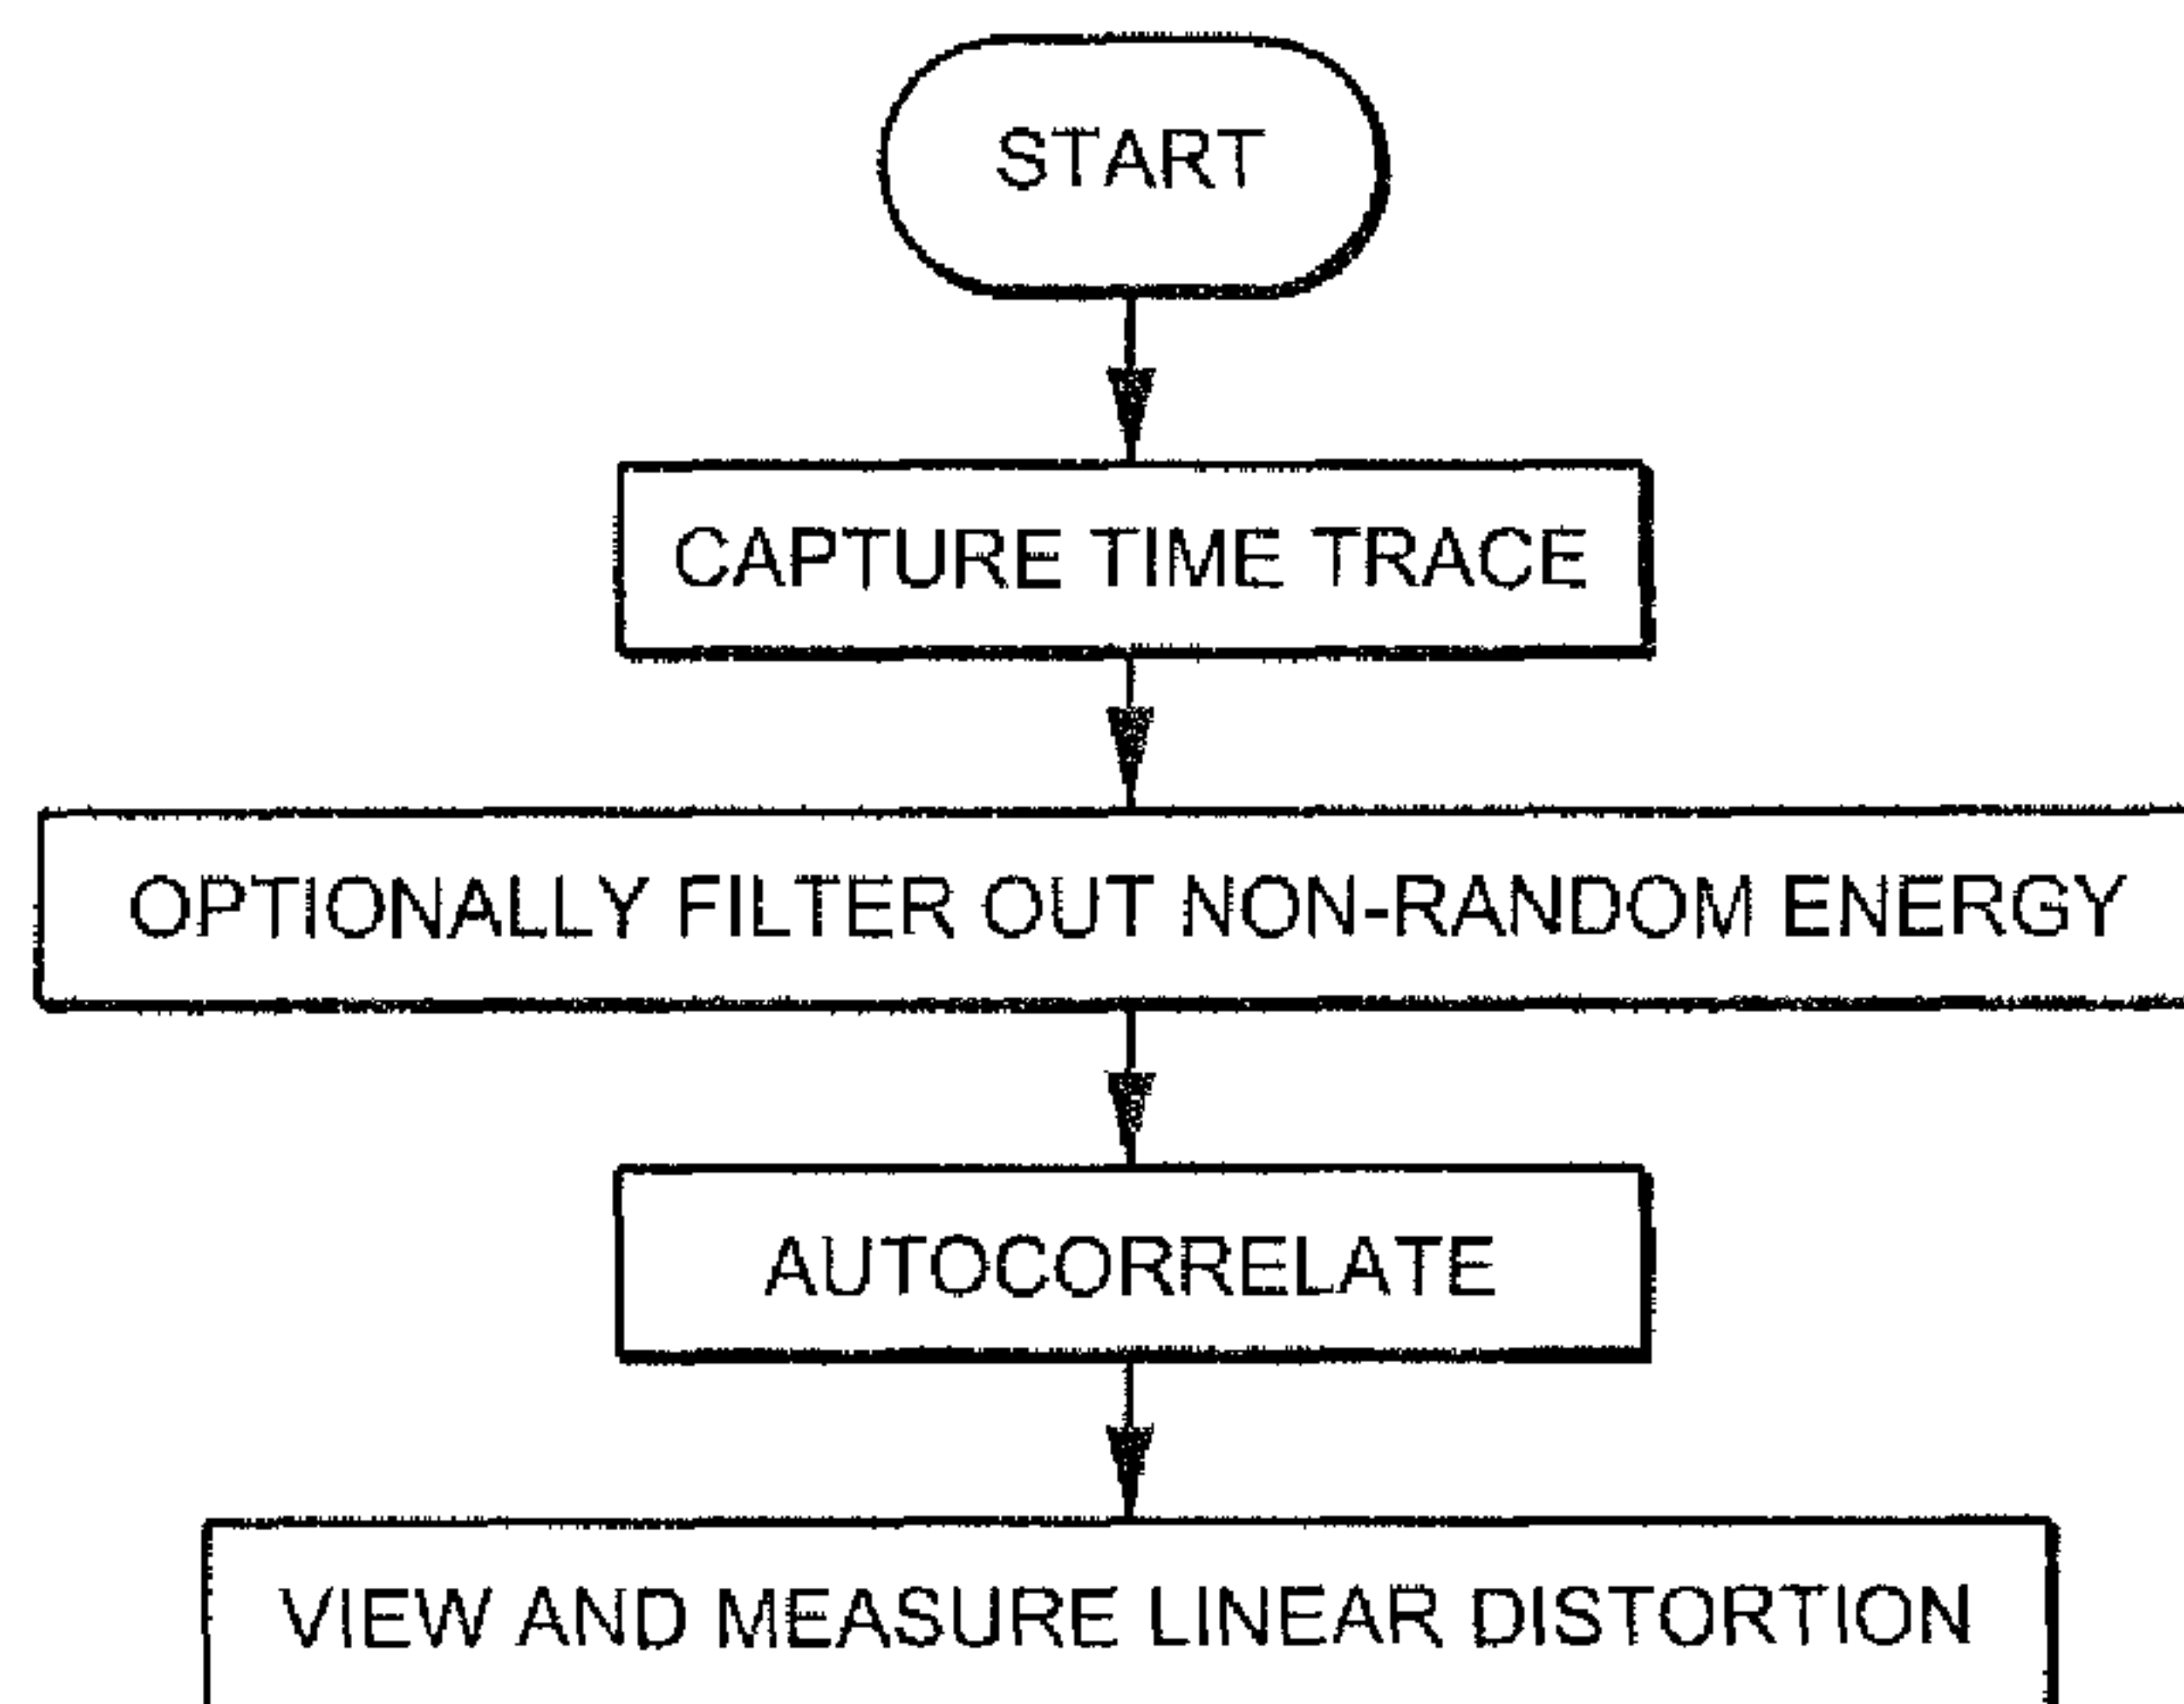 START
CAPTURE TIME TRACE
OPTIONALLY FILTER OUT NON-RANDOM ENERGY
AUTOCORRELATE
VIEW AND MEASURE LINEAR DISTORTION